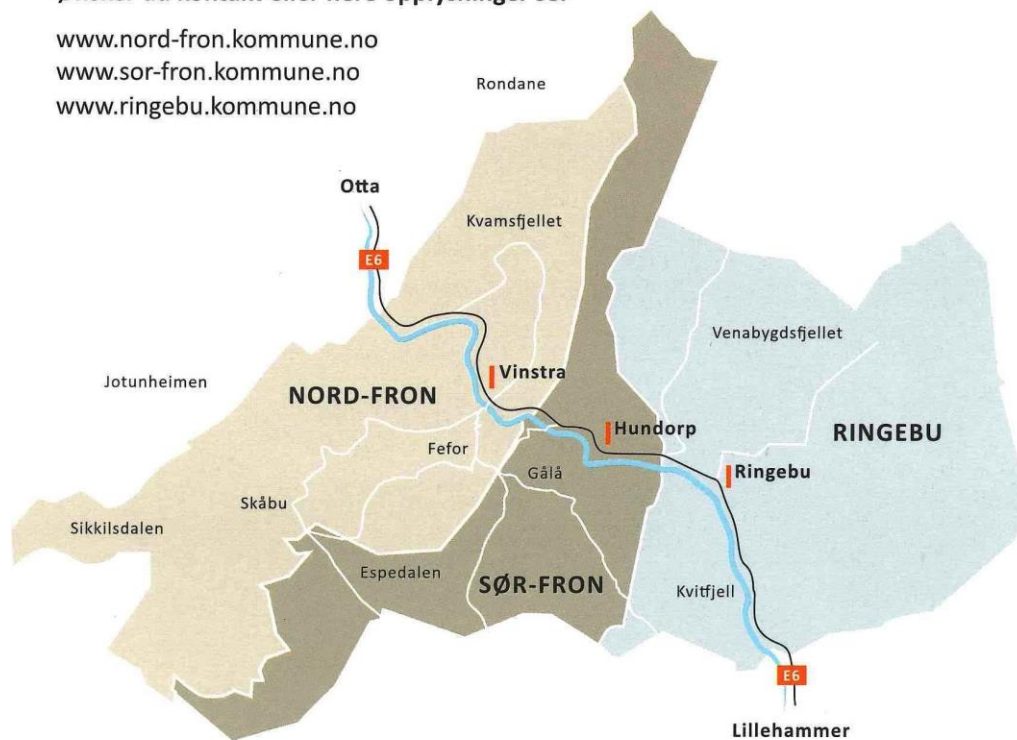 www.nord-fron.kommune.no
www.sor-fron.kommune.no
www.ringebu.kommune.no
Rondane
Otta
Kvamsfjellet
E6
Venabygdsfjellet
Jotunheimen
Vinstra
NORD-FRON
Hundorp
RINGEBU
Fefor
Gålå
Ringebu
Skåbu
Sikkilsdalen
Espedalen
SØR-FRON
Kvitfjell
E6
Lillehammer